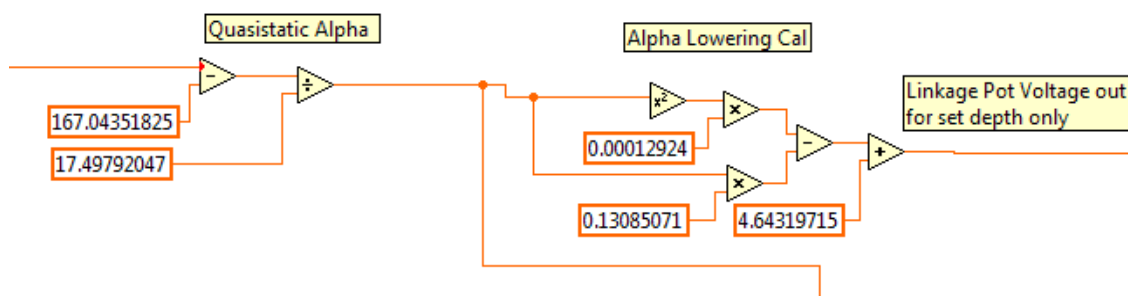 Quasistatic Alpha
Alpha Lowering Cal
Linkage Pot Voltage out
for set depth only
-
÷
x²
x
-
+
x
167.04351825
17.49792047
0.00012924
0.13085071
4.64319715